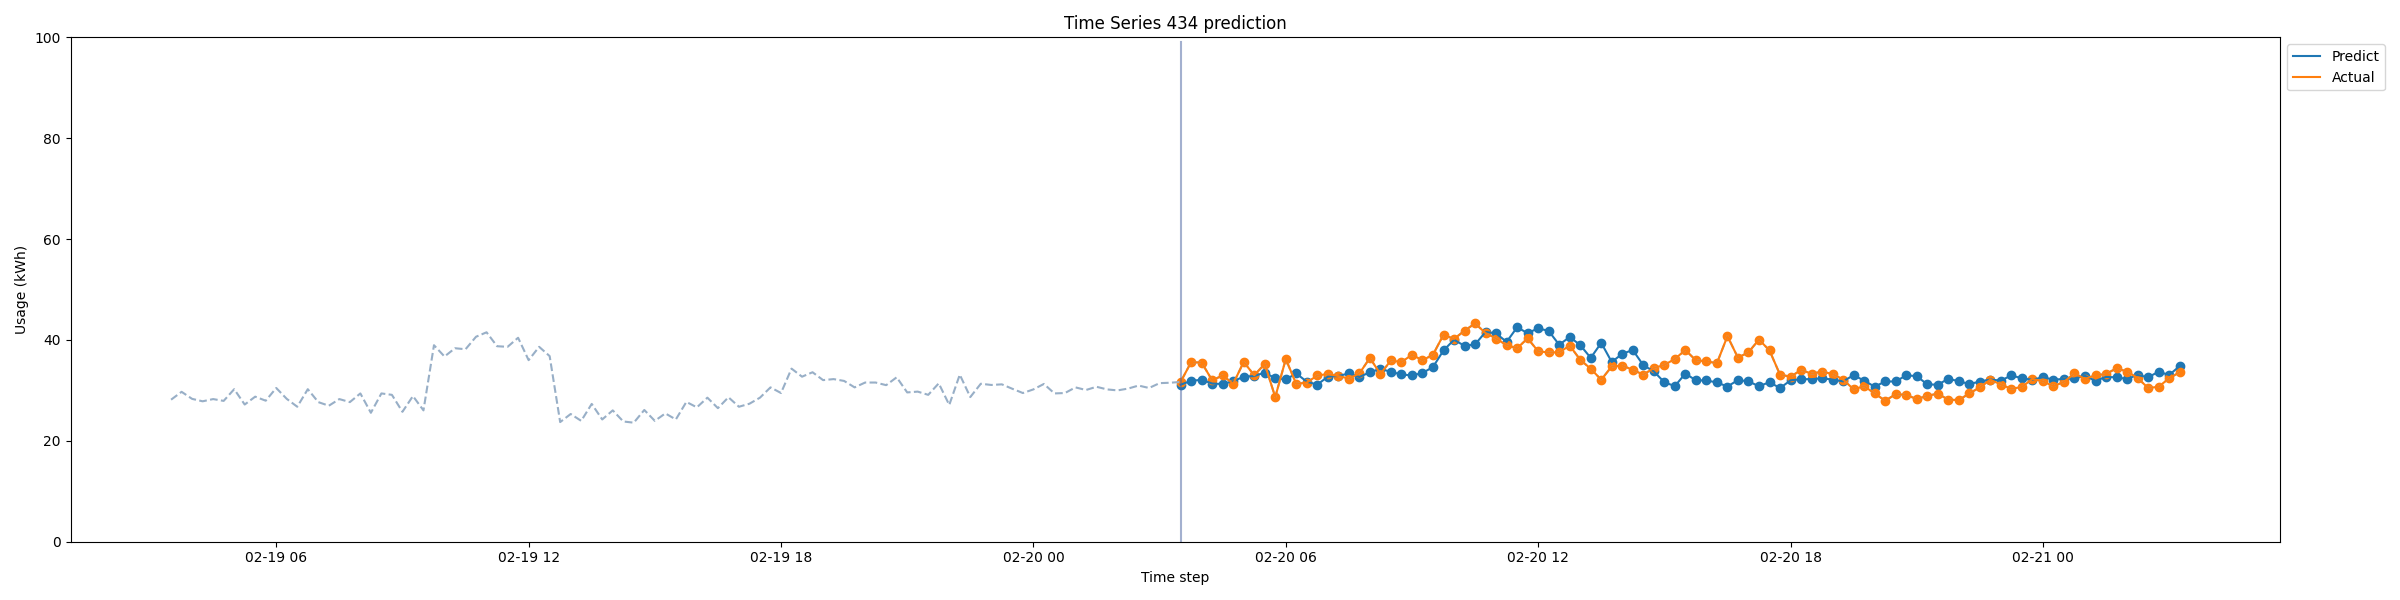 Time Series 434 prediction
100
80
60
40
20
0
Usage (kWh)
Predict
Actual
02-19 06
02-19 12
02-19 18
02-20 00
02-20 06
02-20 12
02-20 18
02-21 00
Time step